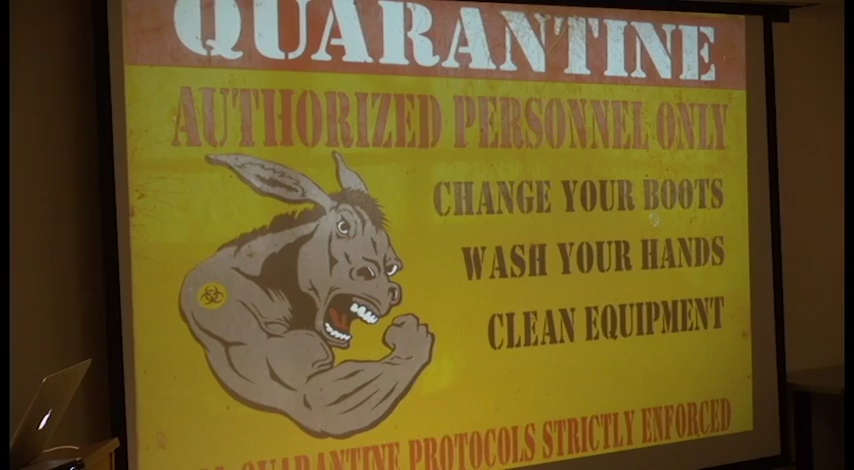 QUARANTINE
AUTHORIZED PERSONNEL ONLY
CHANGE YOUR BOOTS
WASH YOUR HANDS
CLEAN EQUIPMENT
QUARANTINE PROTOCOLS STRICTLY ENFORCED